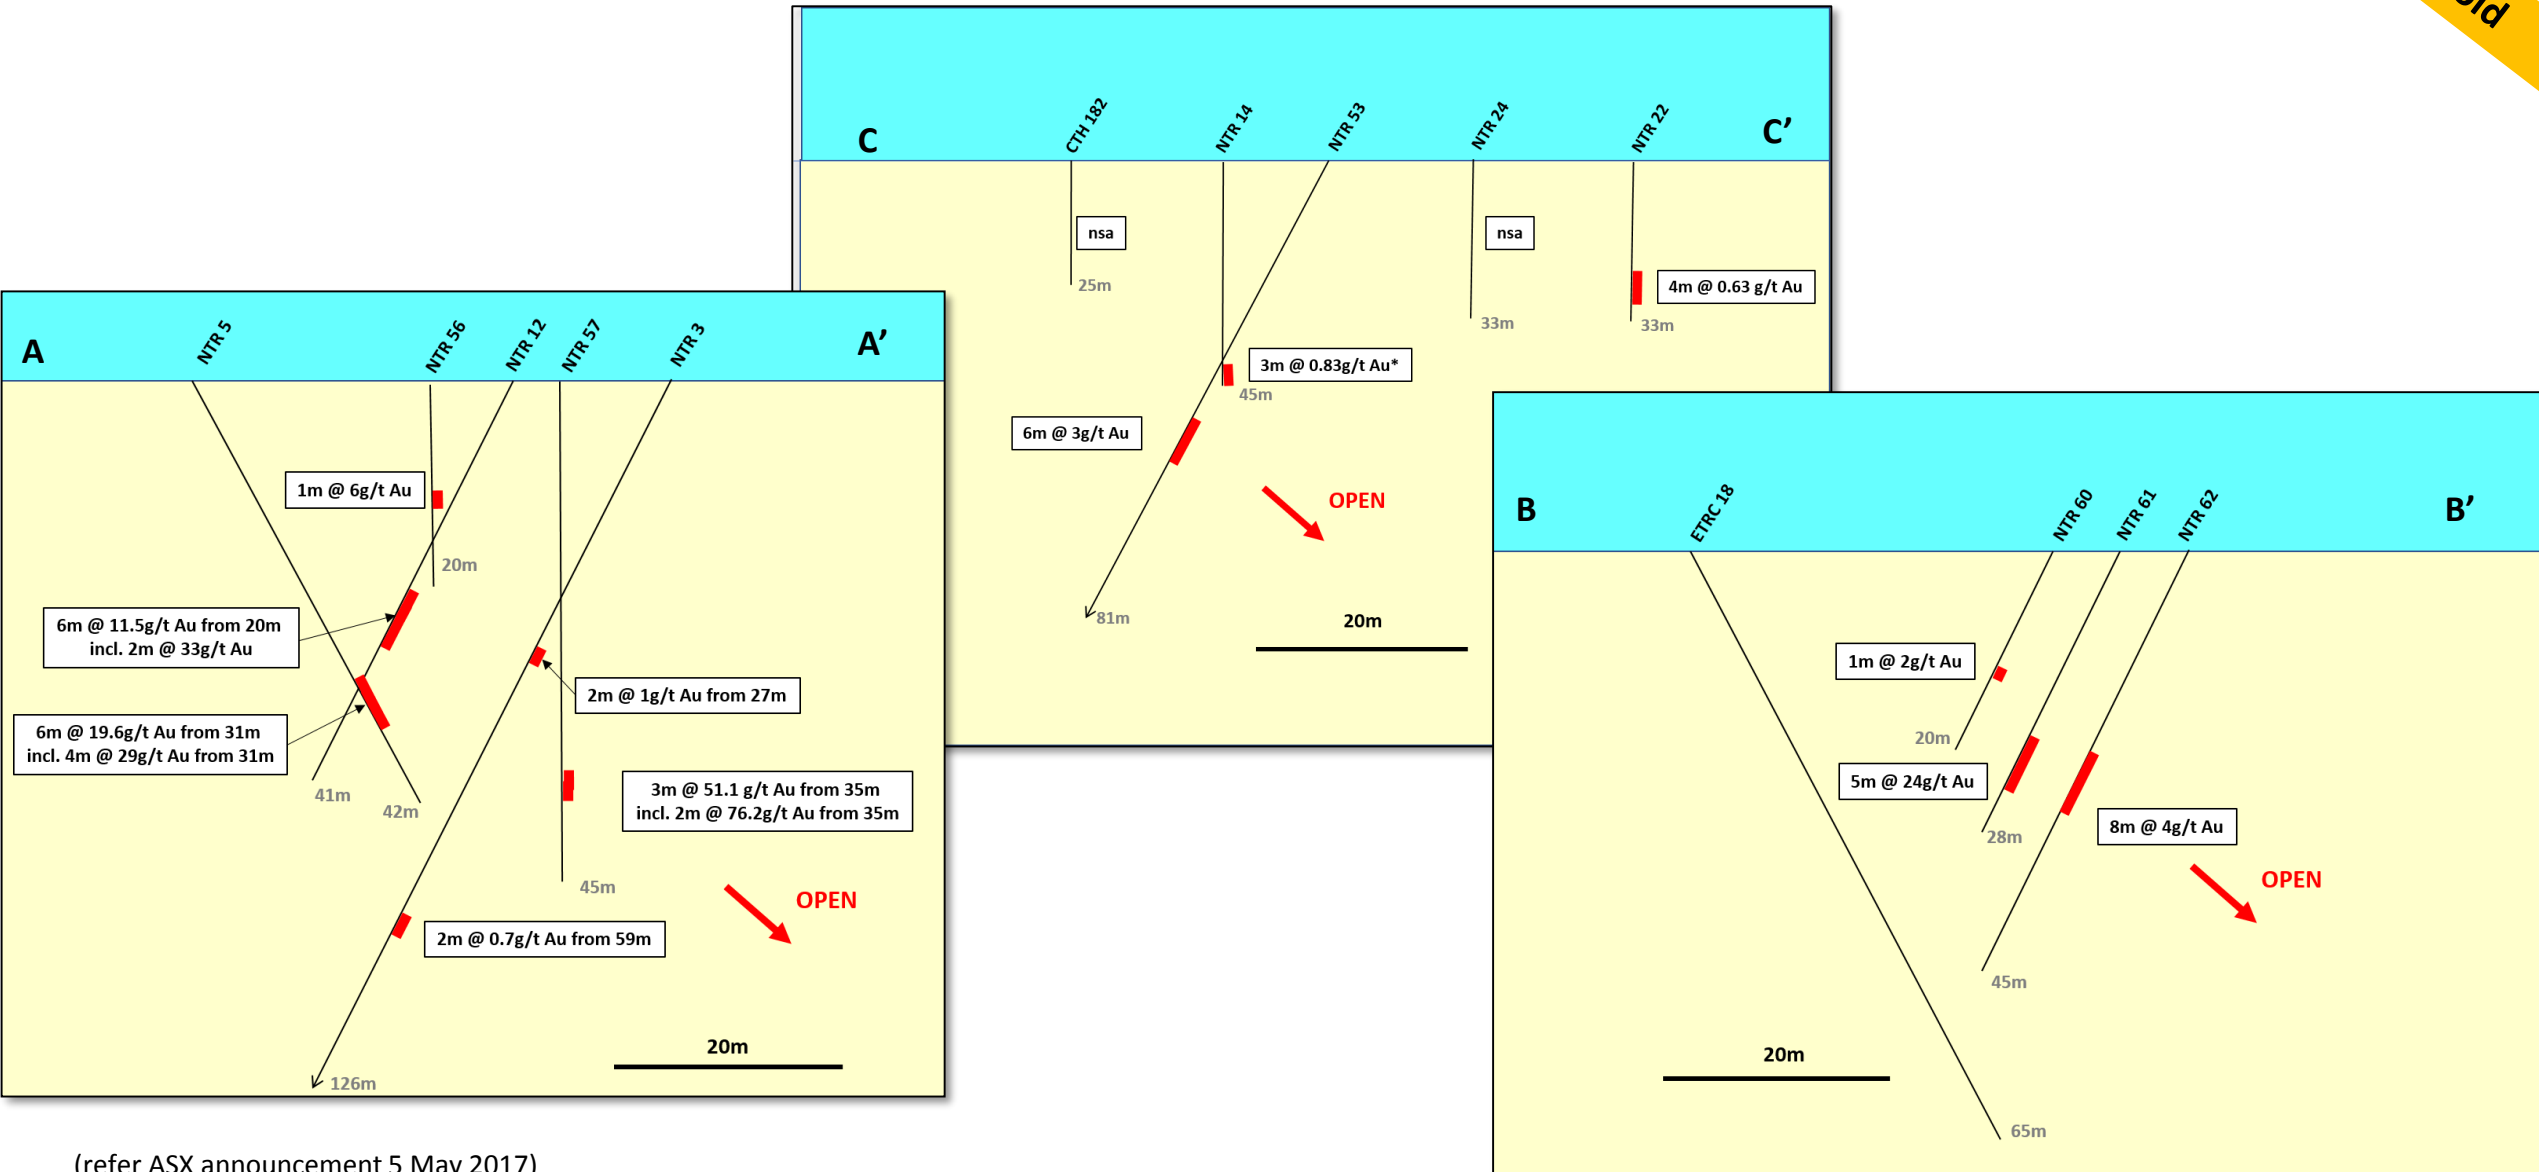 C
CTH 182
NTR 14
NTR 53
NTR 24
NTR 22
C’
nsa
25m
nsa
33m
4m @ 0.63 g/t Au
33m
3m @ 0.83g/t Au*
45m
6m @ 3g/t Au
OPEN
81m
20m
A
NTR 5
NTR 56
NTR 12
NTR 57
NTR 3
A’
1m @ 6g/t Au
20m
6m @ 11.5g/t Au from 20m
incl. 2m @ 33g/t Au
6m @ 19.6g/t Au from 31m
incl. 4m @ 29g/t Au from 31m
41m
42m
2m @ 1g/t Au from 27m
3m @ 51.1 g/t Au from 35m
incl. 2m @ 76.2g/t Au from 35m
45m
OPEN
2m @ 0.7g/t Au from 59m
20m
126m
B
ETRC 18
NTR 60
NTR 61
NTR 62
B’
1m @ 2g/t Au
20m
5m @ 24g/t Au
28m
8m @ 4g/t Au
OPEN
45m
20m
65m
(refer ASX announcement 5 May 2017)